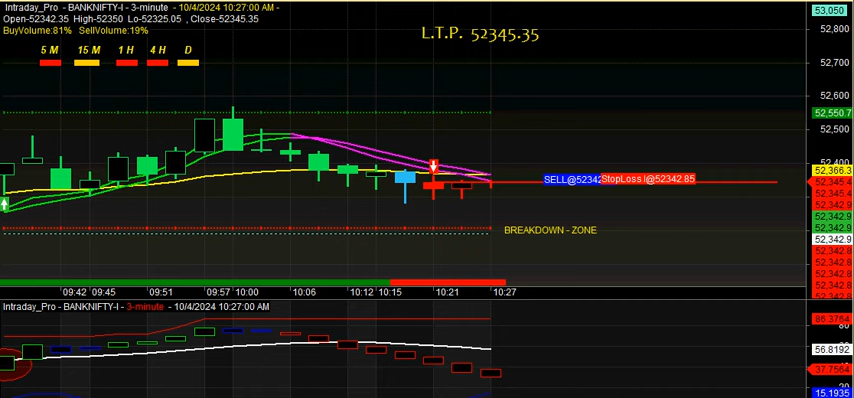 Intraday_Pro - BANKNIFTY-I - 3-minute - 10/4/2024 10:27:00 AM -
Open-52342.35 High-52350 Lo-52325.05 , Close-52345.35
BuyVolume:81% SellVolume:19%
5 M 15 M 1 H 4 H D
L.T.P. 52345.35
53,050
52,800
52,700
52,600
52,550.7
52,500
52,400
52,366.3
52,345.4
52,345.4
52,342.9
52,342.9
52,342.9
52,342.9
52,342.8
52,342.8
52,342.8
52,342.8
SELL@52342 StopLoss I@52342.85
BREAKDOWN - ZONE
09:42 09:45 09:51 09:57 10:00 10:06 10:12 10:15 10:21 10:27
Intraday_Pro - BANKNIFTY-I - 3-minute - 10/4/2024 10:27:00 AM
86.3764
80
56.8192
37.7564
20
15.1935